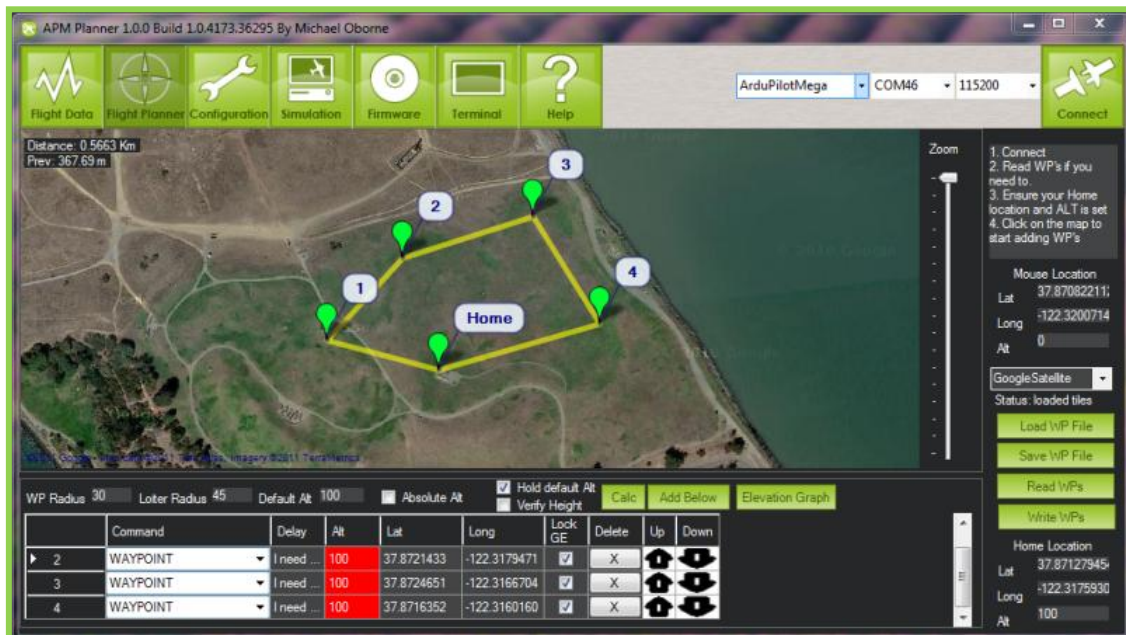 APM Planner 1.0.0 Build 1.0.4173.36295 By Michael Oborne
Flight Data
Flight Planner
Configuration
Simulation
Firmware
Terminal
Help
ArduPilotMega
COM46
115200
Connect
Distance: 0.5663 Km
Prev: 367.69 m
1
2
3
4
Home
Zoom
1. Connect
2. Read WP's if you
need to.
3. Ensure your Home
location and ALT is set
4. Click on the map to
start adding WP's
Mouse Location
Lat 37.87082211
Long -122.3200714
Alt 0
GoogleSatellite
Status: loaded tiles
Load WP File
Save WP File
Read WPs
Write WPs
Home Location
Lat 37.87127945
Long -122.3175930
Alt 100
WP Radius 30 Loiter Radius 45 Default Alt 100 Absolute Alt
Hold default Alt
Verify Height
Calc Add Below Elevation Graph
Command Delay Alt Lat Long Lock GE Delete Up Down
2 WAYPOINT I need ... 100 37.8721433 -122.3179471 X
3 WAYPOINT I need ... 100 37.8724651 -122.3166704 X
4 WAYPOINT I need ... 100 37.8716352 -122.3160160 X